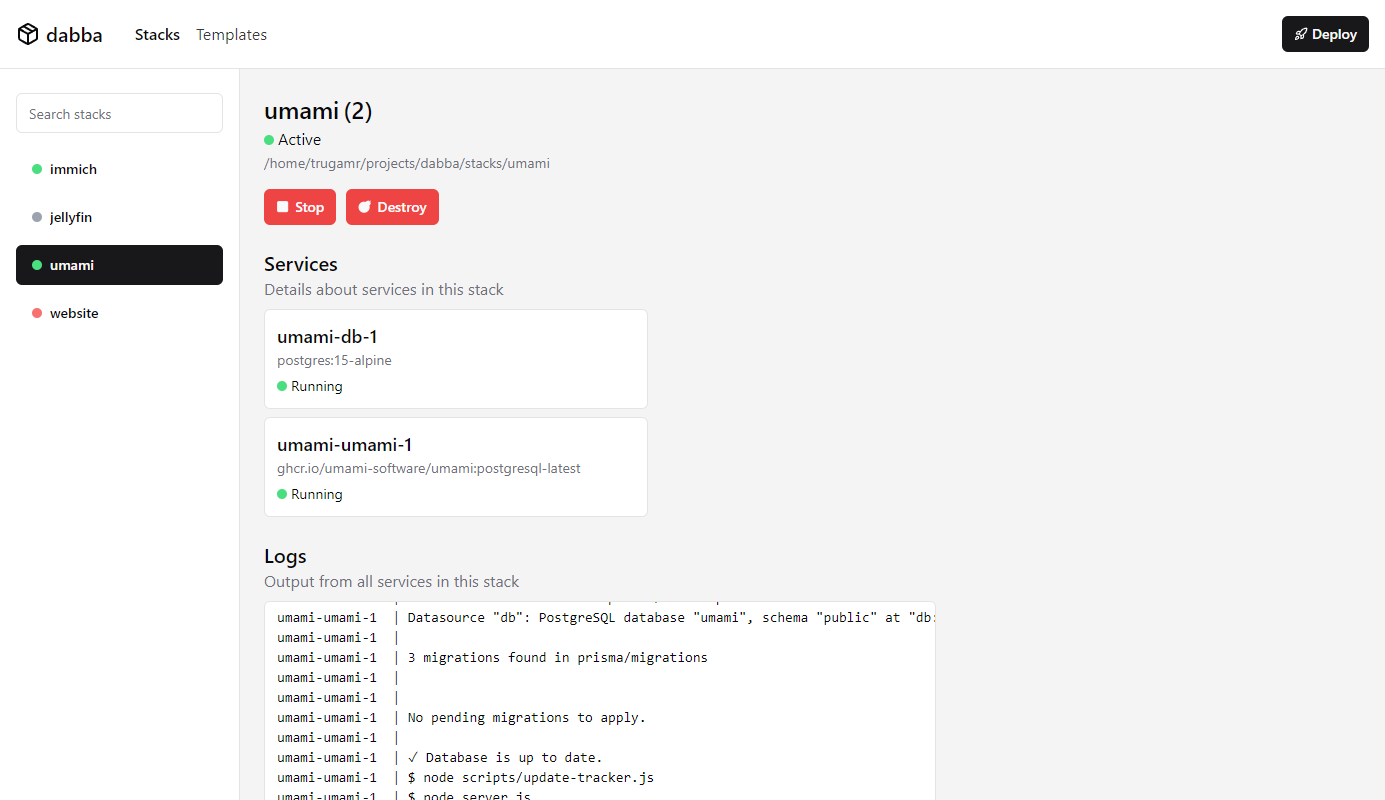 dabba
Stacks
Templates
Deploy
Search stacks
immich
jellyfin
umami
website
umami (2)
Active
/home/trugamr/projects/dabba/stacks/umami
Stop
Destroy
Services
Details about services in this stack
umami-db-1
postgres:15-alpine
Running
umami-umami-1
ghcr.io/umami-software/umami:postgresql-latest
Running
Logs
Output from all services in this stack
umami-umami-1 | Datasource "db": PostgreSQL database "umami", schema "public" at "db:
umami-umami-1 |
umami-umami-1 | 3 migrations found in prisma/migrations
umami-umami-1 |
umami-umami-1 |
umami-umami-1 | No pending migrations to apply.
umami-umami-1 |
umami-umami-1 | ✓ Database is up to date.
umami-umami-1 | $ node scripts/update-tracker.js
umami-umami-1 | $ node server.js